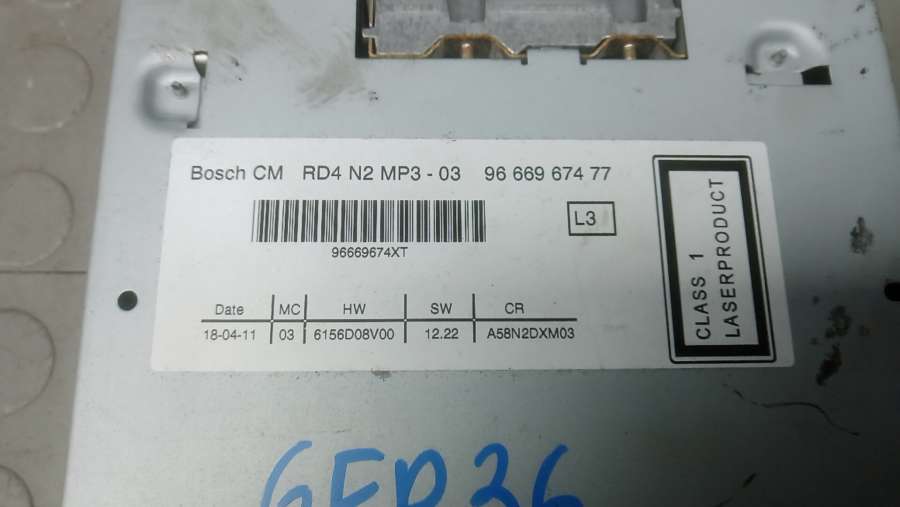 Bosch CM RD4 N2 MP3 - 03 96 669 674 77
96669674XT
L3
CLASS 1
LASERPRODUCT
Date MC HW SW CR
18-04-11 03 6156D08V00 12.22 A58N2DXM03